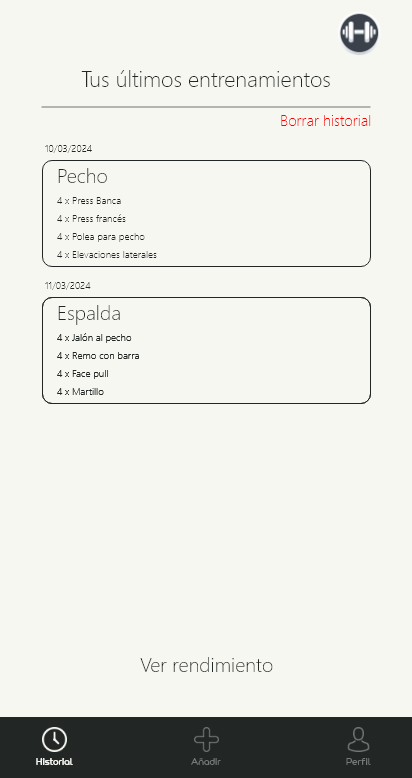 Tus últimos entrenamientos
Borrar historial
10/03/2024
Pecho
4 x Press Banca
4 x Press francés
4 x Polea para pecho
4 x Elevaciones laterales
11/03/2024
Espalda
4 x Jalón al pecho
4 x Remo con barra
4 x Face pull
4 x Martillo
Ver rendimiento
Historial
Añadir
Perfil